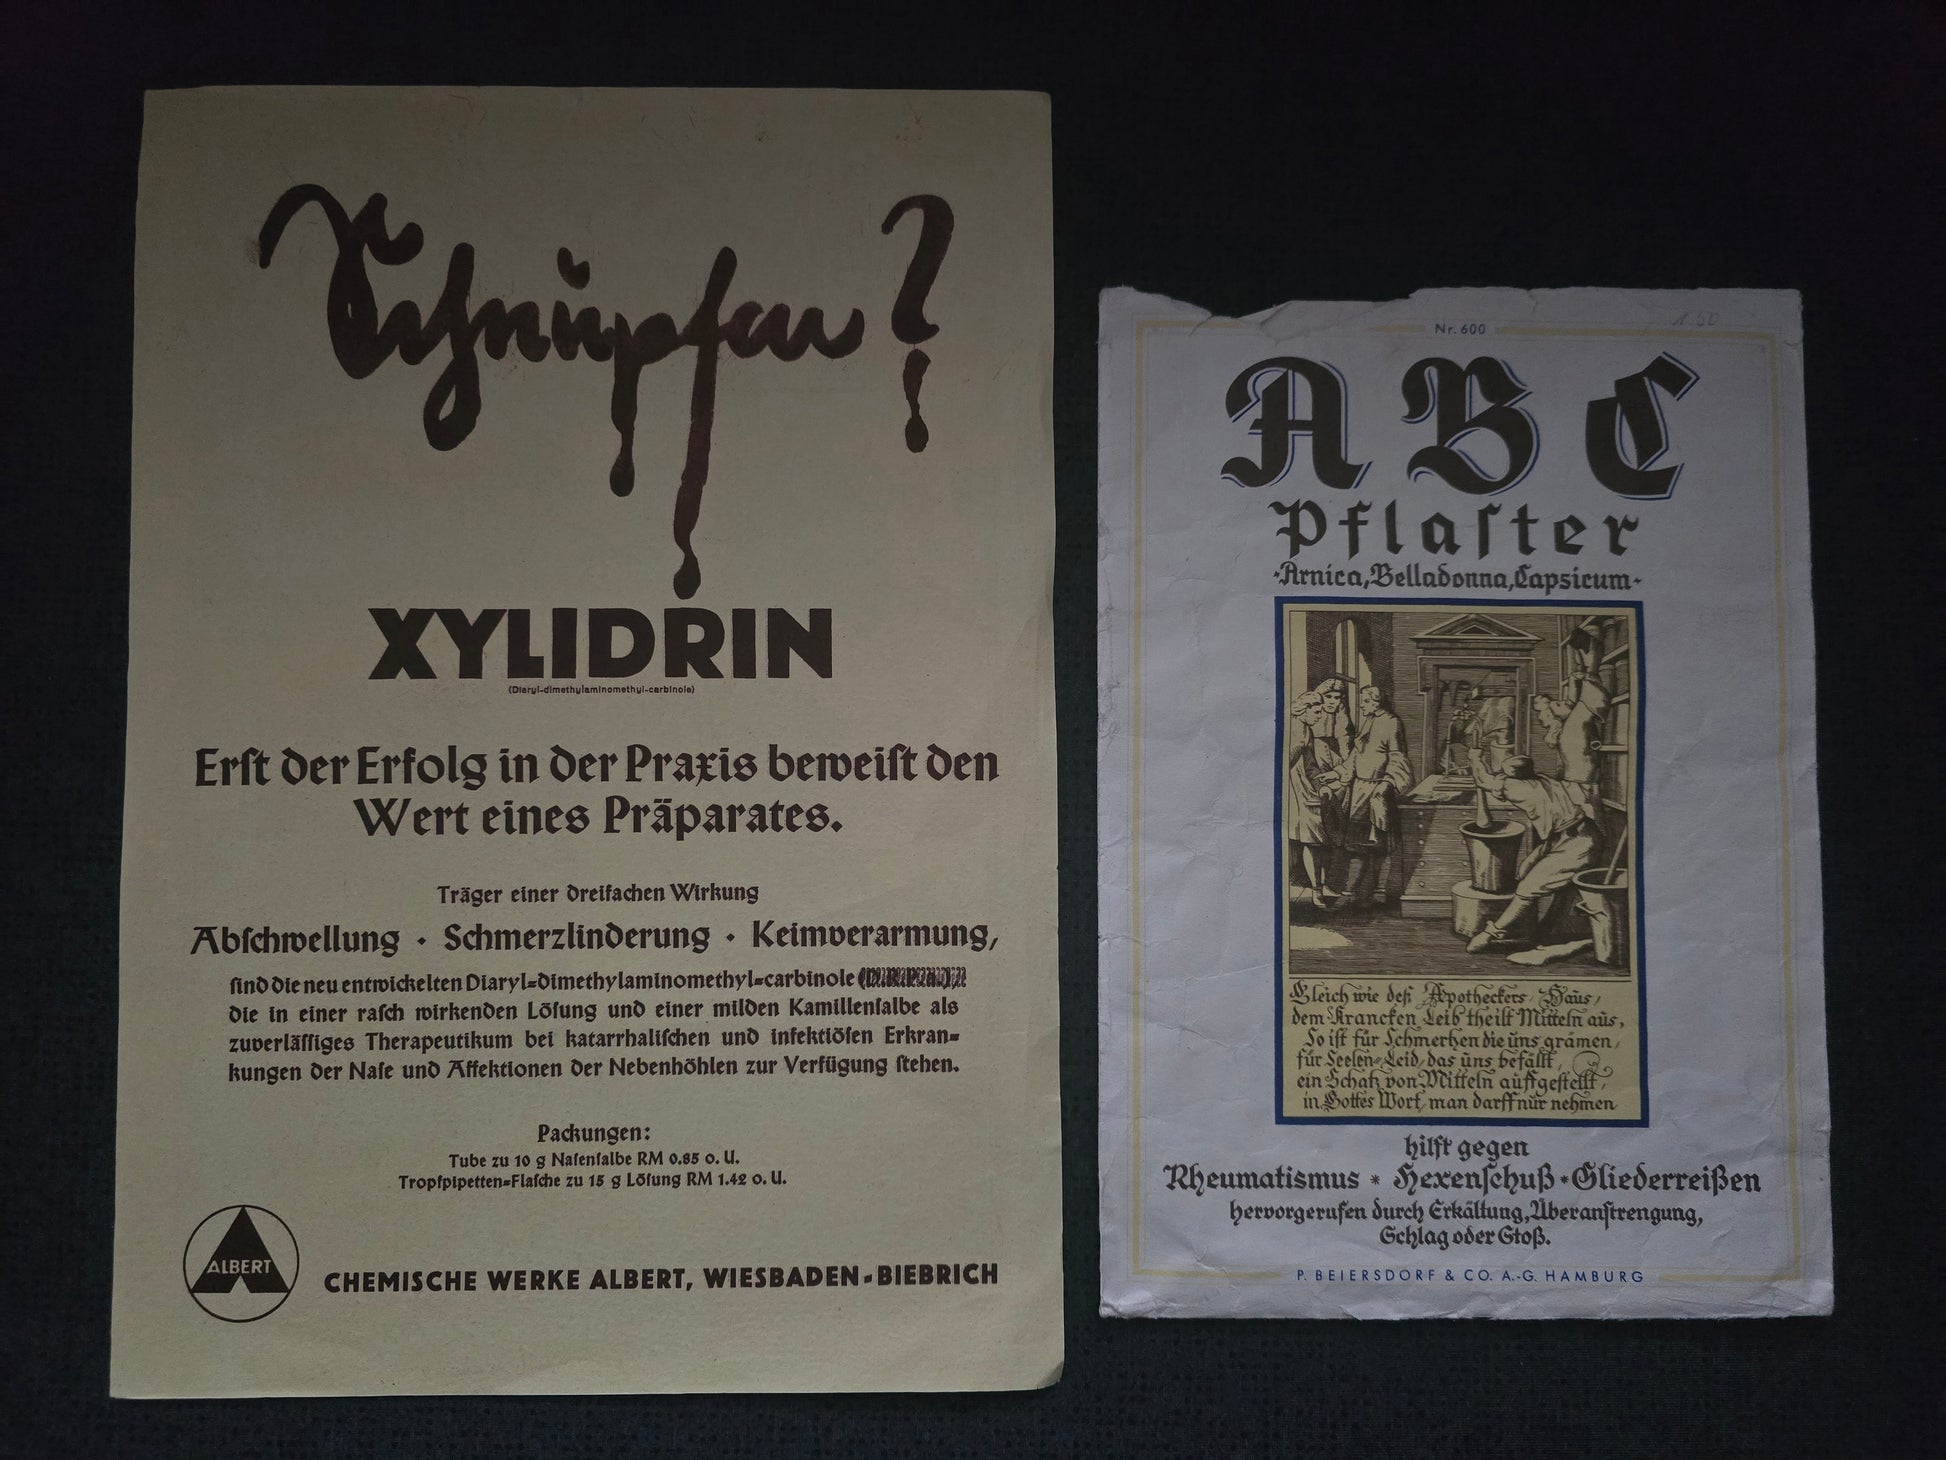 Schnupfen?
XYLIDRIN
(Diaryl-dimethylaminomethyl-carbinole)
Erſt der Erfolg in der Praxis beweiſt den
Wert eines Präparates.
Träger einer dreifachen Wirkung
Abſchwellung · Schmerzlinderung · Keimverarmung,
ſind die neu entwickelten Diaryl=dimethylaminomethyl=carbinole
die in einer raſch wirkenden Löſung und einer milden Kamillenſalbe als
zuverläſſiges Therapeutikum bei katarrhaliſchen und infektiöſen Erkran=
kungen der Naſe und Affektionen der Nebenhöhlen zur Verfügung ſtehen.
Packungen:
Tube zu 10 g Naſenſalbe RM 0.85 o. U.
Tropfpipetten=Flaſche zu 15 g Löſung RM 1.42 o. U.
ALBERT
CHEMISCHE WERKE ALBERT, WIESBADEN-BIEBRICH
Nr. 600
1 50
ABC
Pflaſter
·Arnica, Belladonna, Capsicum·
Gleich wie deß Apotheckers Haus,
dem Krancken Leib theilt Mitteln aus,
So iſt für Schmerhen die uns grämen,
für Seelen=Leid, das uns befällt,
ein Schatz von Mitteln auffgeſtellt,
in Gottes Wort, man darff nur nehmen
hilft gegen
Rheumatismus * Hexenſchuß * Gliederreißen
hervorgerufen durch Erkältung, Überanſtrengung,
Schlag oder Stoß.
P. BEIERSDORF & CO. A.-G. HAMBURG